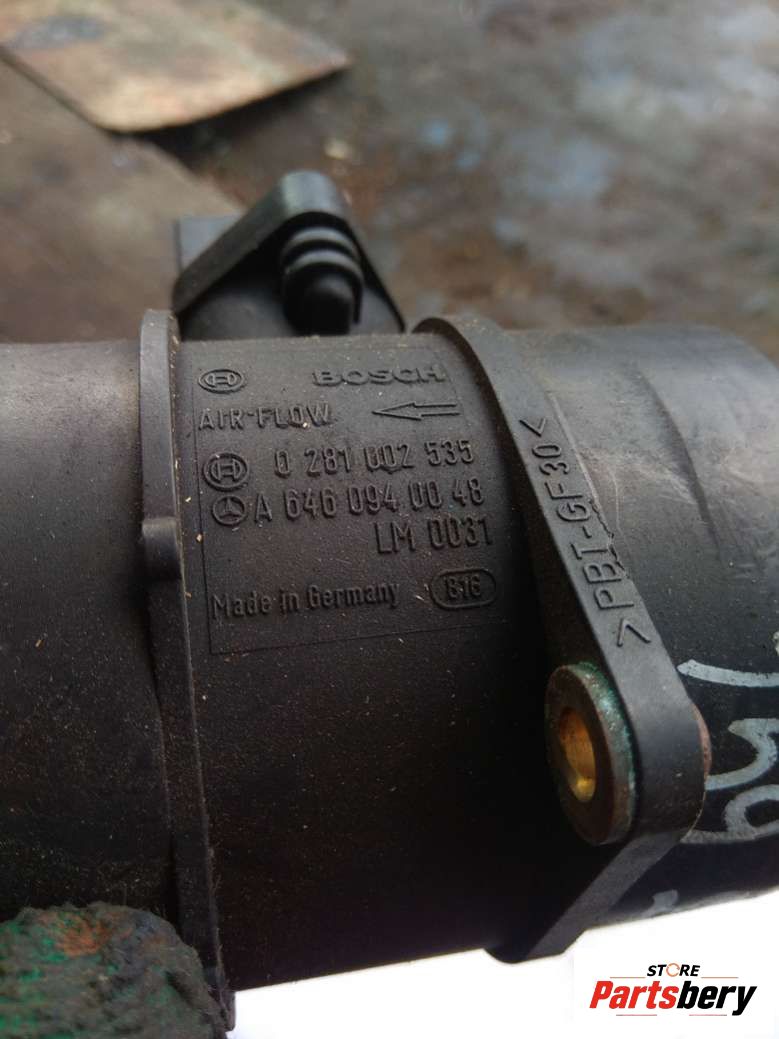 BOSCH
AIR-FLOW
0 281 002 535
A 646 094 00 48
LM 0031
Made in Germany
B16
>PBT-GF30<
STORE
Partsbery